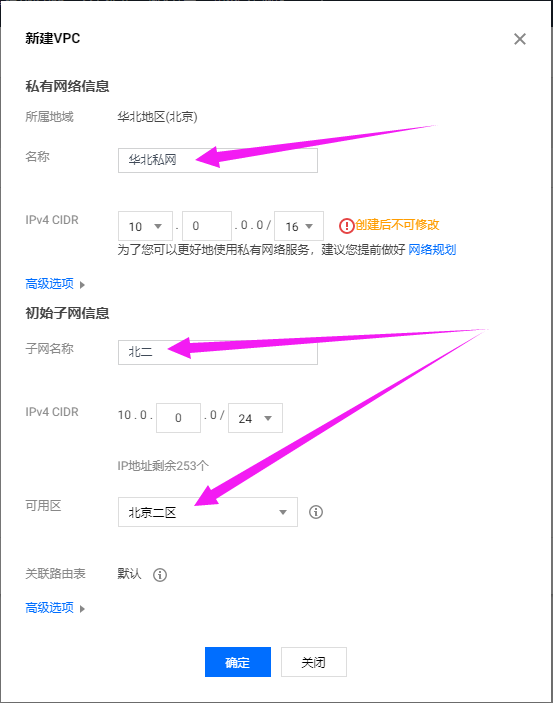 新建VPC
私有网络信息
所属地域 华北地区(北京)
名称 华北私网
IPv4 CIDR 10 . 0 . 0 . 0 / 16 创建后不可修改
为了您可以更好地使用私有网络服务，建议您提前做好 网络规划
高级选项
初始子网信息
子网名称 北二
IPv4 CIDR 10 . 0 . 0 . 0 / 24
IP地址剩余253个
可用区 北京二区
关联路由表 默认
高级选项
确定 关闭